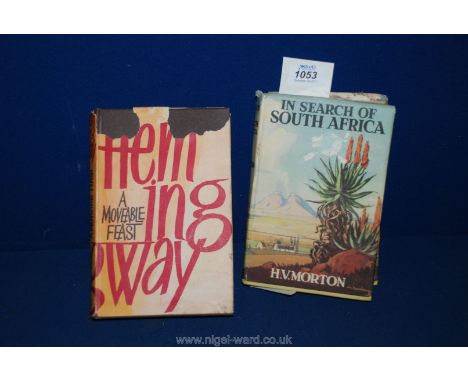 1053
Hem
ing
way
A
MOVEABLE
FEAST
IN SEARCH OF
SOUTH AFRICA
H.V. MORTON
www.nigel-ward.co.uk